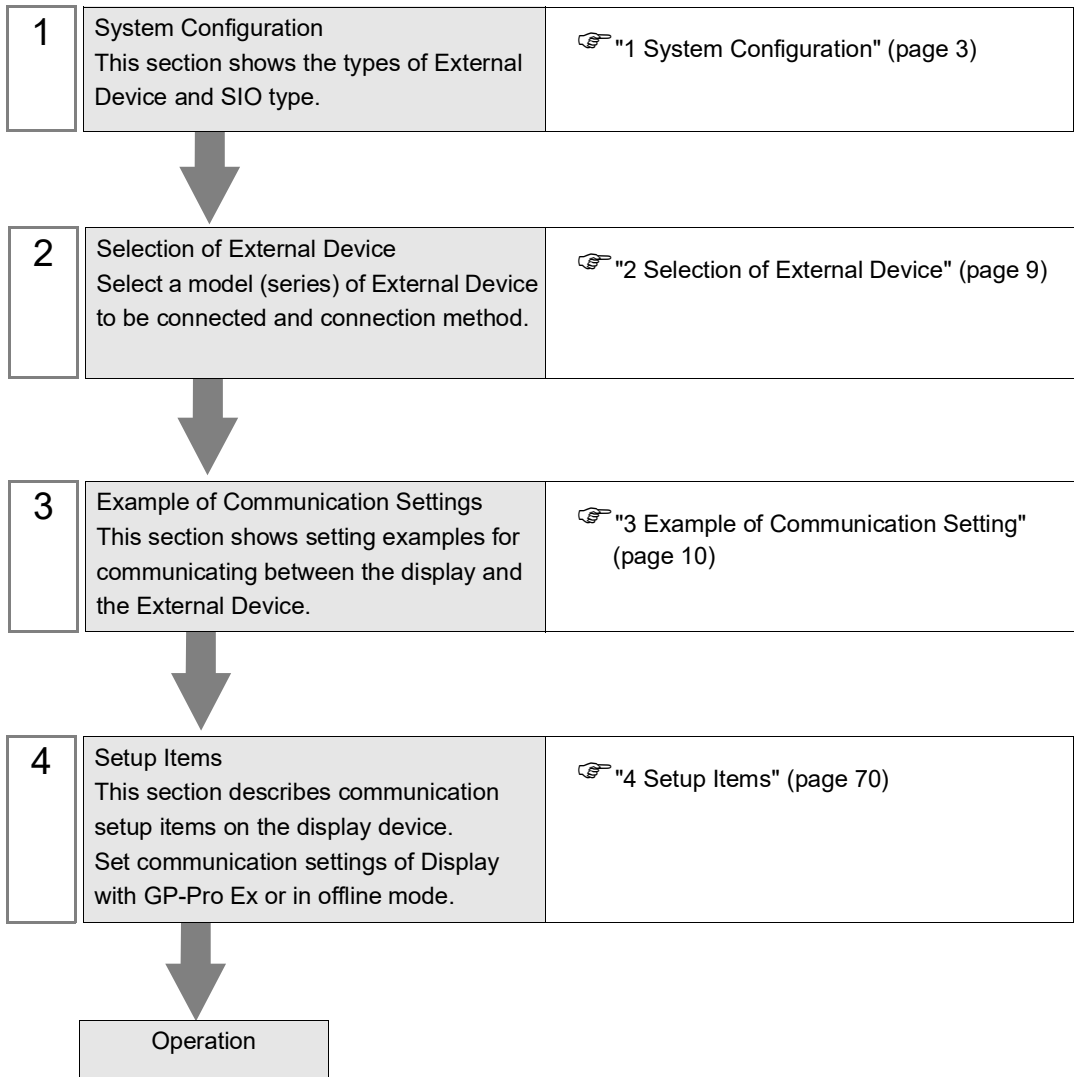 1
System Configuration
This section shows the types of External
Device and SIO type.
"1 System Configuration" (page 3)
2
Selection of External Device
Select a model (series) of External Device
to be connected and connection method.
"2 Selection of External Device" (page 9)
3
Example of Communication Settings
This section shows setting examples for
communicating between the display and
the External Device.
"3 Example of Communication Setting"
(page 10)
4
Setup Items
This section describes communication
setup items on the display device.
Set communication settings of Display
with GP-Pro Ex or in offline mode.
"4 Setup Items" (page 70)
Operation